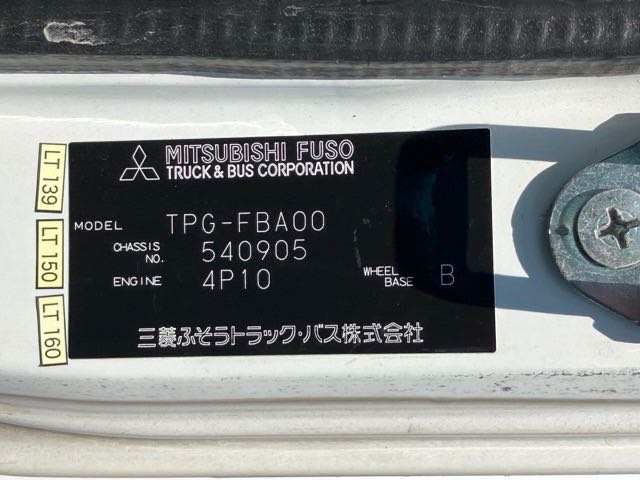 MITSUBISHI FUSO
TRUCK & BUS CORPORATION
MODEL TPG-FBA00
CHASSIS NO. 540905
ENGINE 4P10 WHEEL BASE B
三菱ふそうトラック・バス株式会社
LT 139
LT 150
LT 160